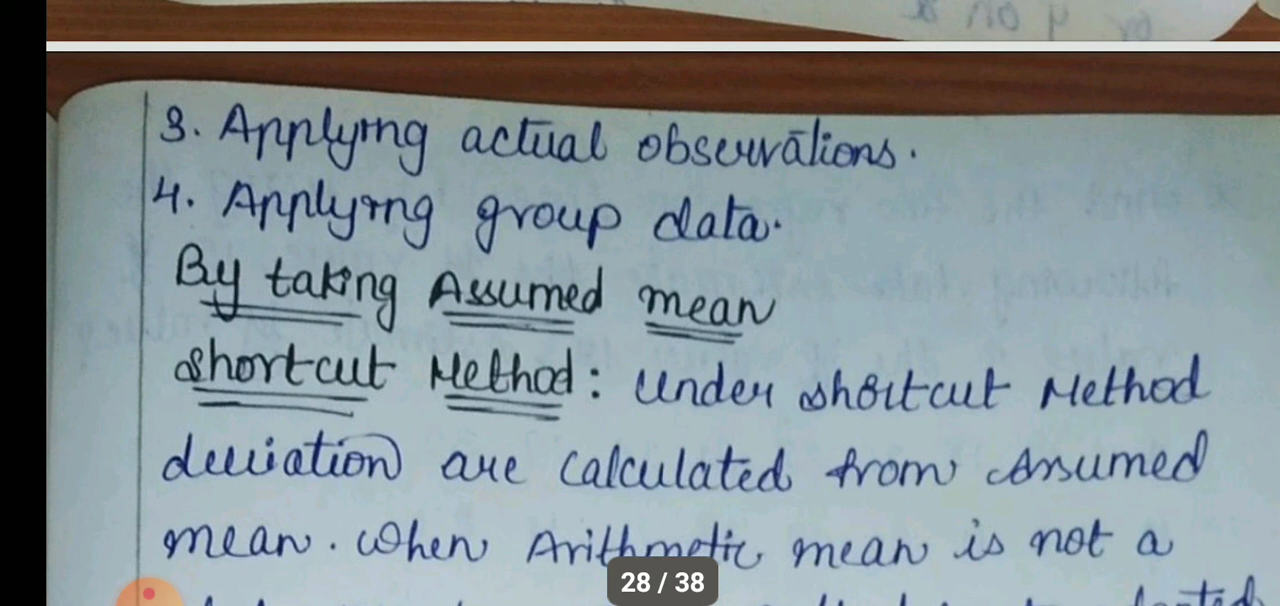 3. Applying actual observations.
4. Applying group data.
By taking Assumed mean
Shortcut Method: Under shortcut Method
deviation are calculated from Assumed
mean. When Arithmetic mean is not a
28 / 38